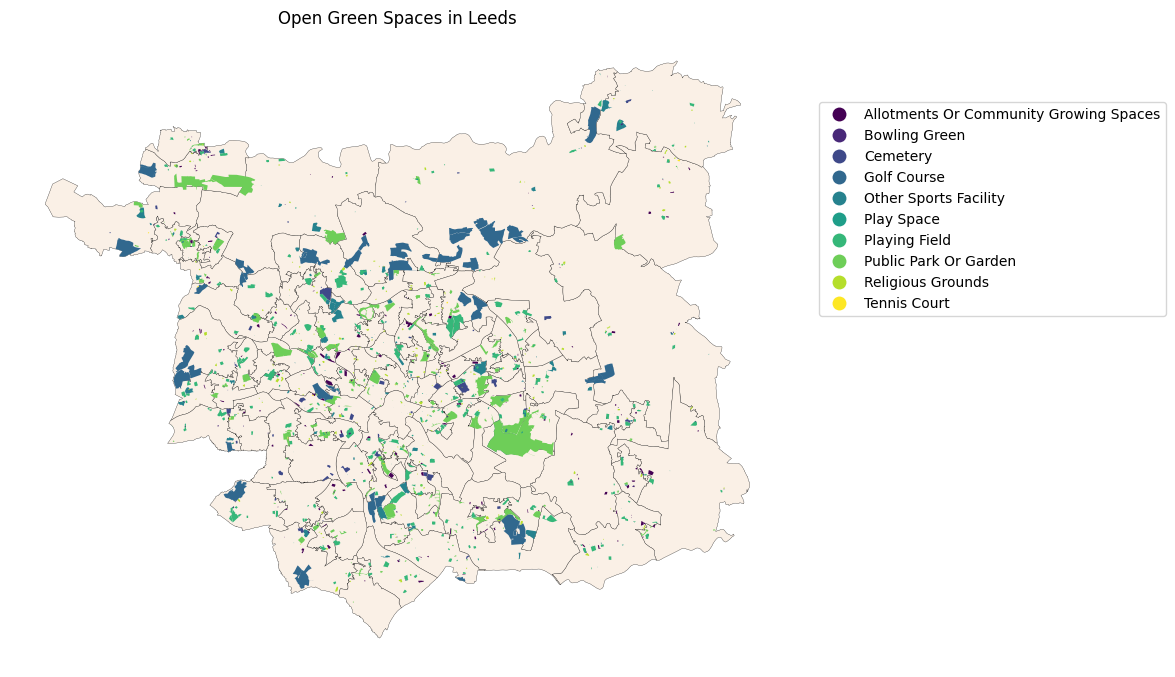 Open Green Spaces in Leeds
Allotments Or Community Growing Spaces
Bowling Green
Cemetery
Golf Course
Other Sports Facility
Play Space
Playing Field
Public Park Or Garden
Religious Grounds
Tennis Court